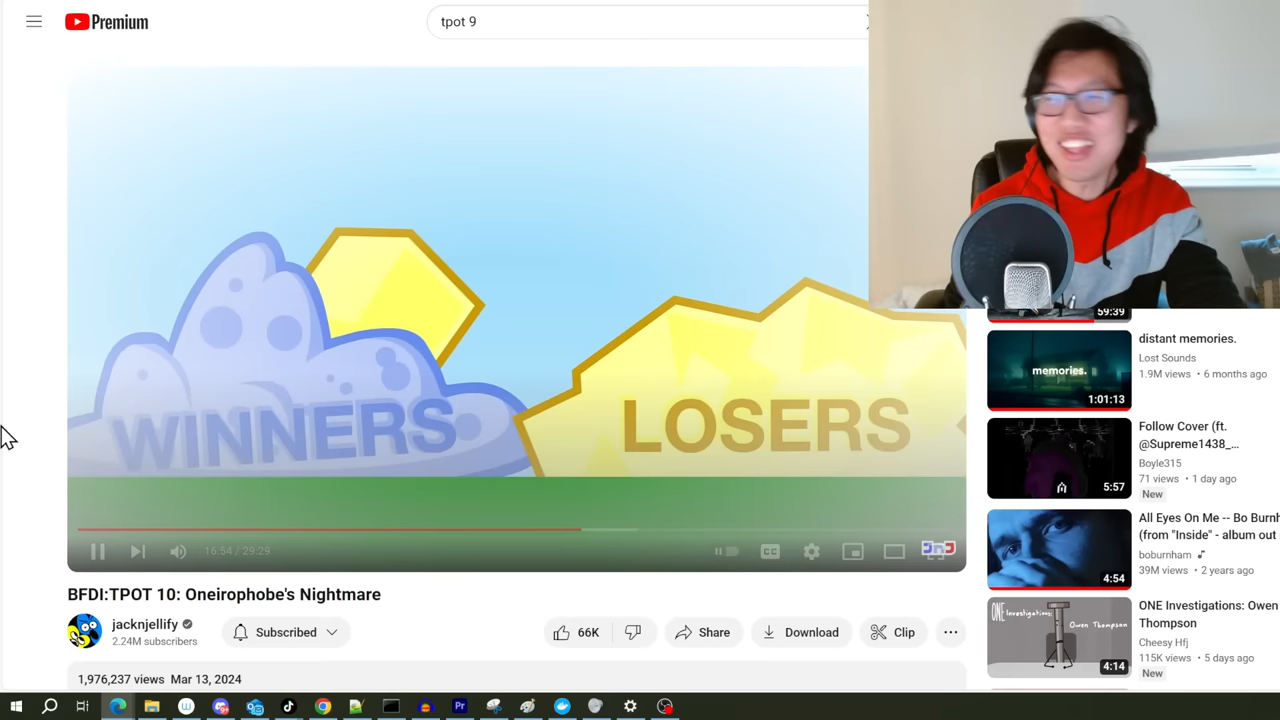 Premium
tpot 9
WINNERS
LOSERS
16:54 / 29:29
CC
BFDI:TPOT 10: Oneirophobe's Nightmare
jacknjellify
2.24M subscribers
Subscribed
66K
Share
Download
Clip
1,976,237 views Mar 13, 2024
59:39
memories.
1:01:13
distant memories.
Lost Sounds
1.9M views • 6 months ago
5:57
Follow Cover (ft.
@Supreme1438_...
Boyle315
71 views • 1 day ago
New
4:54
All Eyes On Me -- Bo Burnh
(from "Inside" - album out
boburnham
39M views • 2 years ago
ONE Investigations:
Owen Thompson
4:14
ONE Investigations: Owen
Thompson
Cheesy Hfj
115K views • 5 days ago
New
Pr